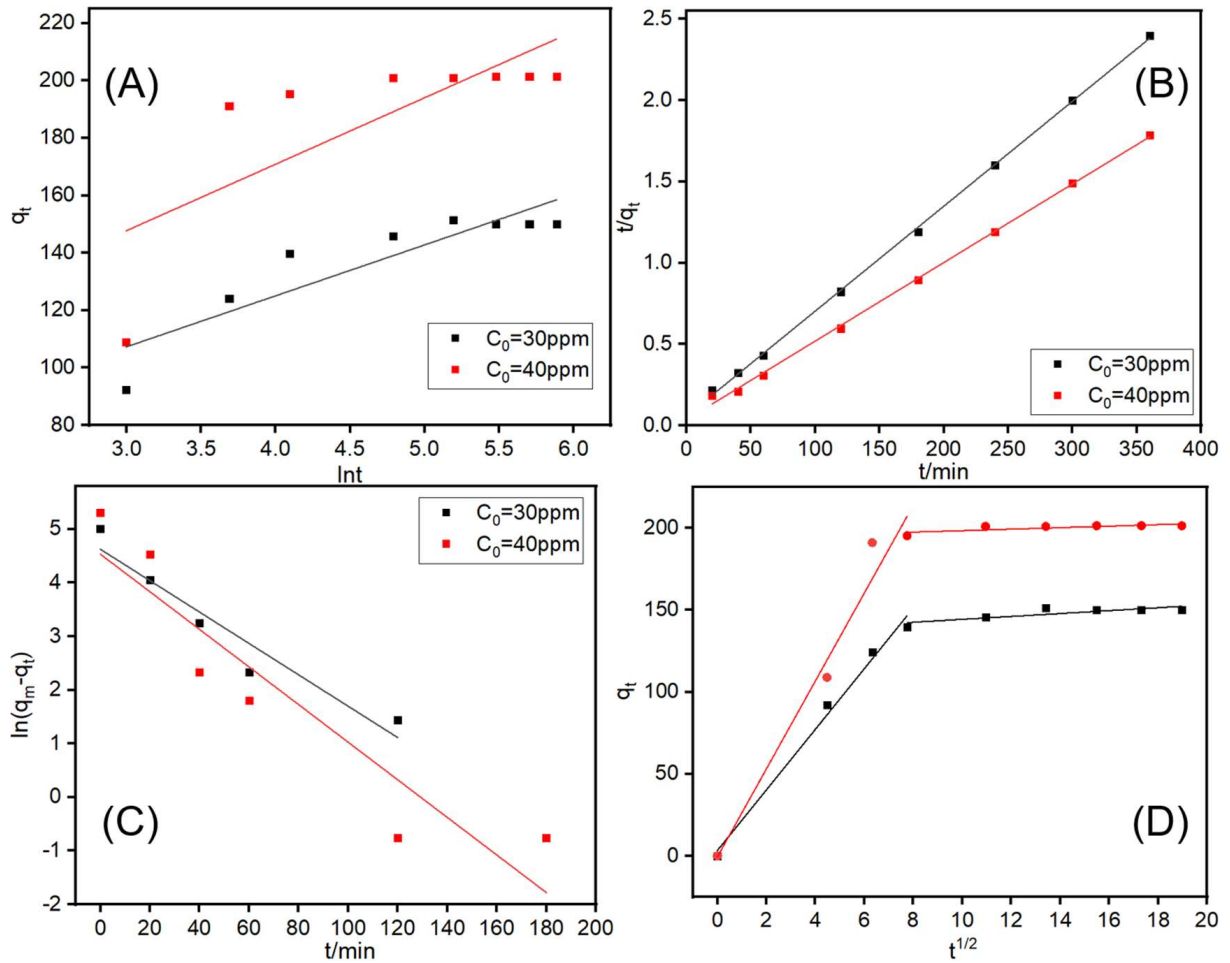 (A)
220
200
180
160
140
120
100
80
qt
3.0 3.5 4.0 4.5 5.0 5.5 6.0
lnt
C0=30ppm
C0=40ppm
(B)
2.5
2.0
1.5
1.0
0.5
0.0
t/qt
0 50 100 150 200 250 300 350 400
t/min
C0=30ppm
C0=40ppm
(C)
5
4
3
2
1
0
-1
-2
ln(qm-qt)
0 20 40 60 80 100 120 140 160 180 200
t/min
C0=30ppm
C0=40ppm
(D)
200
150
100
50
0
qt
0 2 4 6 8 10 12 14 16 18 20
t1/2